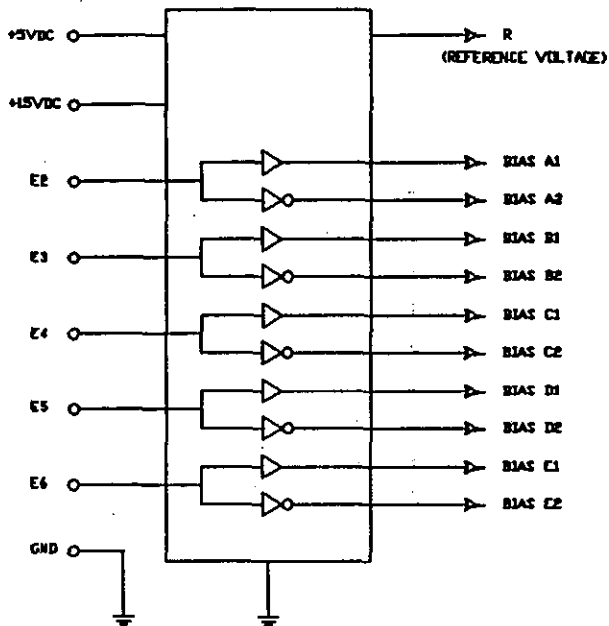 +5VDC
R
(REFERENCE VOLTAGE)
+15VDC
BIAS A1
E2
BIAS A2
BIAS B1
E3
BIAS B2
BIAS C1
E4
BIAS C2
BIAS D1
E5
BIAS D2
BIAS E1
E6
BIAS E2
GND